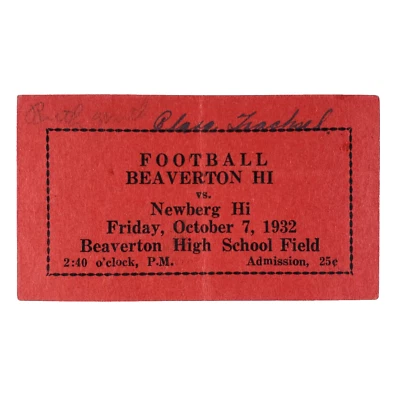 FOOTBALL
BEAVERTON HI
vs.
Newberg Hi
Friday, October 7, 1932
Beaverton High School Field
2:40 o'clock, P.M. Admission, 25¢